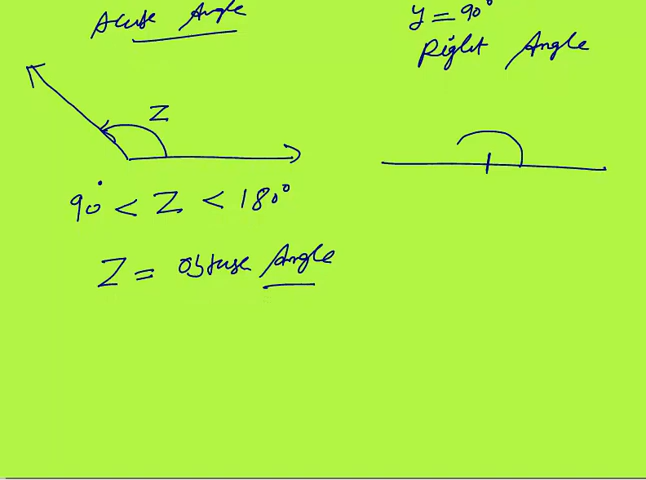 Acute Angle
y = 90°
Right Angle
Z
90° < Z < 180°
Z = Obtuse Angle